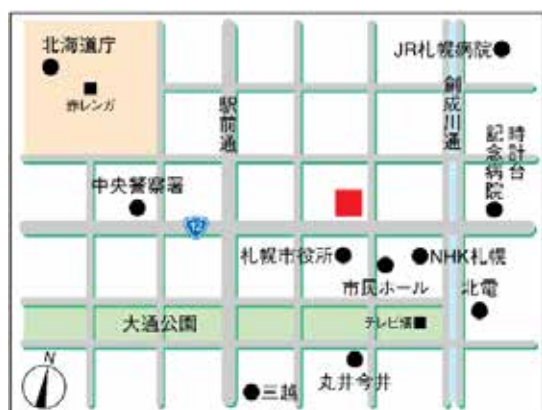 北海道庁
赤レンガ
駅前通
JR札幌病院
創成川通
時計台
記念病院
中央警察署
12
札幌市役所
市民ホール
NHK札幌
北電
大通公園
テレビ塔
丸井今井
三越
N